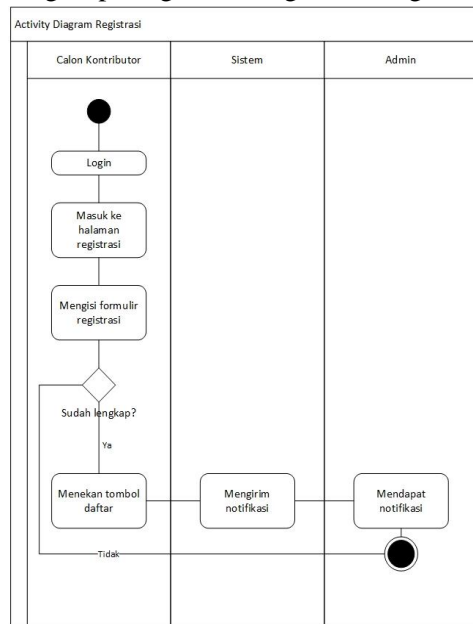 Activity Diagram Registrasi
Calon Kontributor
Sistem
Admin
Login
Masuk ke
halaman
registrasi
Mengisi formulir
registrasi
Sudah lengkap?
Ya
Menekan tombol
daftar
Mengirim
notifikasi
Mendapat
notifikasi
Tidak